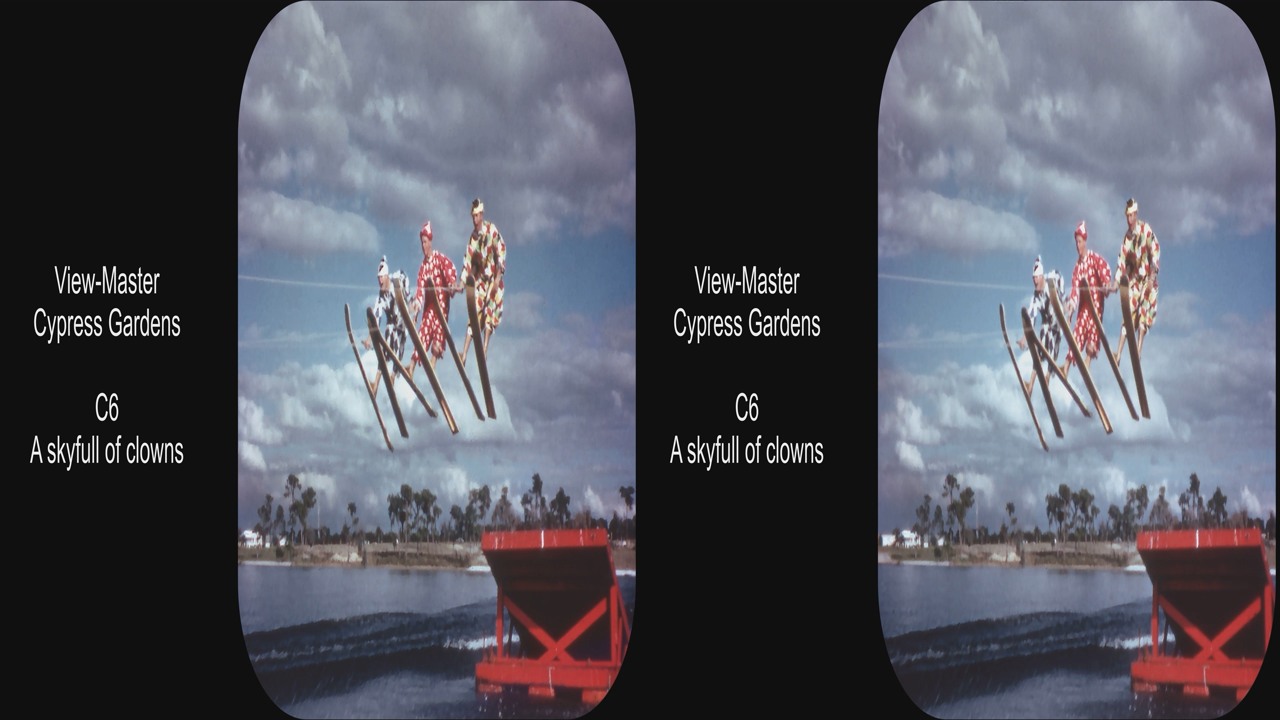 View-Master
Cypress Gardens
C6
A skyfull of clowns
View-Master
Cypress Gardens
C6
A skyfull of clowns